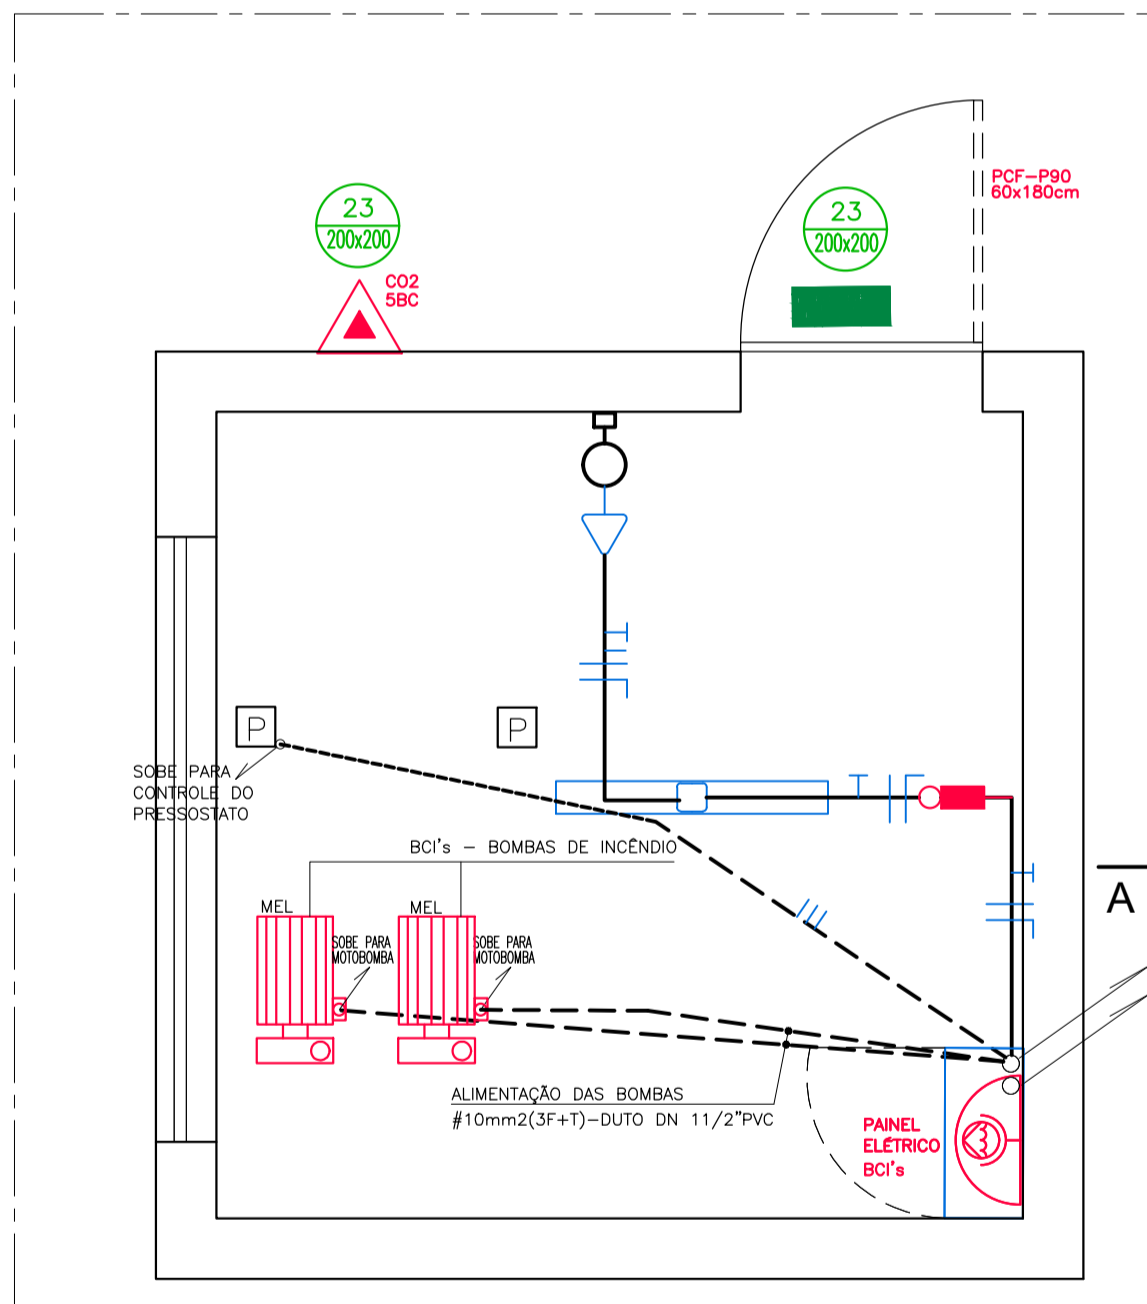 PCF-P90
60x180cm
23
200x200
23
200x200
CO2
5BC
P
P
SOBE PARA
CONTROLE DO
PRESSOSTATO
BCI's - BOMBAS DE INCÊNDIO
MEL
MEL
SOBE PARA
MOTOBOMBA
SOBE PARA
MOTOBOMBA
A
ALIMENTAÇÃO DAS BOMBAS
#10mm2(3F+T)-DUTO DN 11/2"PVC
PAINEL
ELÉTRICO
BCI's